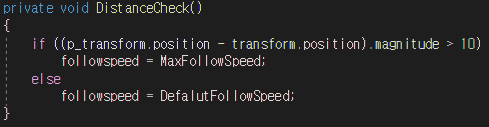 private void DistanceCheck()
{
if ((p_transform.position - transform.position).magnitude > 10)
followspeed = MaxFollowSpeed;
else
followspeed = DefalutFollowSpeed;
}